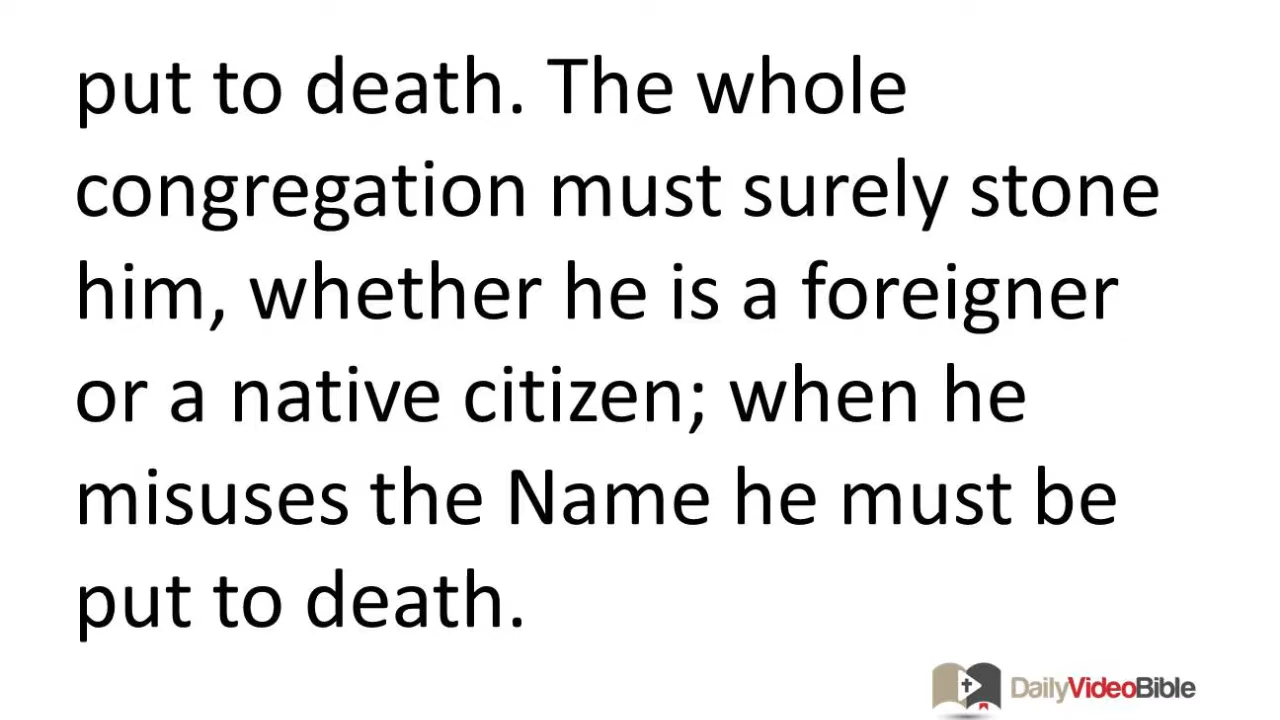 put to death. The whole
congregation must surely stone
him, whether he is a foreigner
or a native citizen; when he
misuses the Name he must be
put to death.
DailyVideoBible